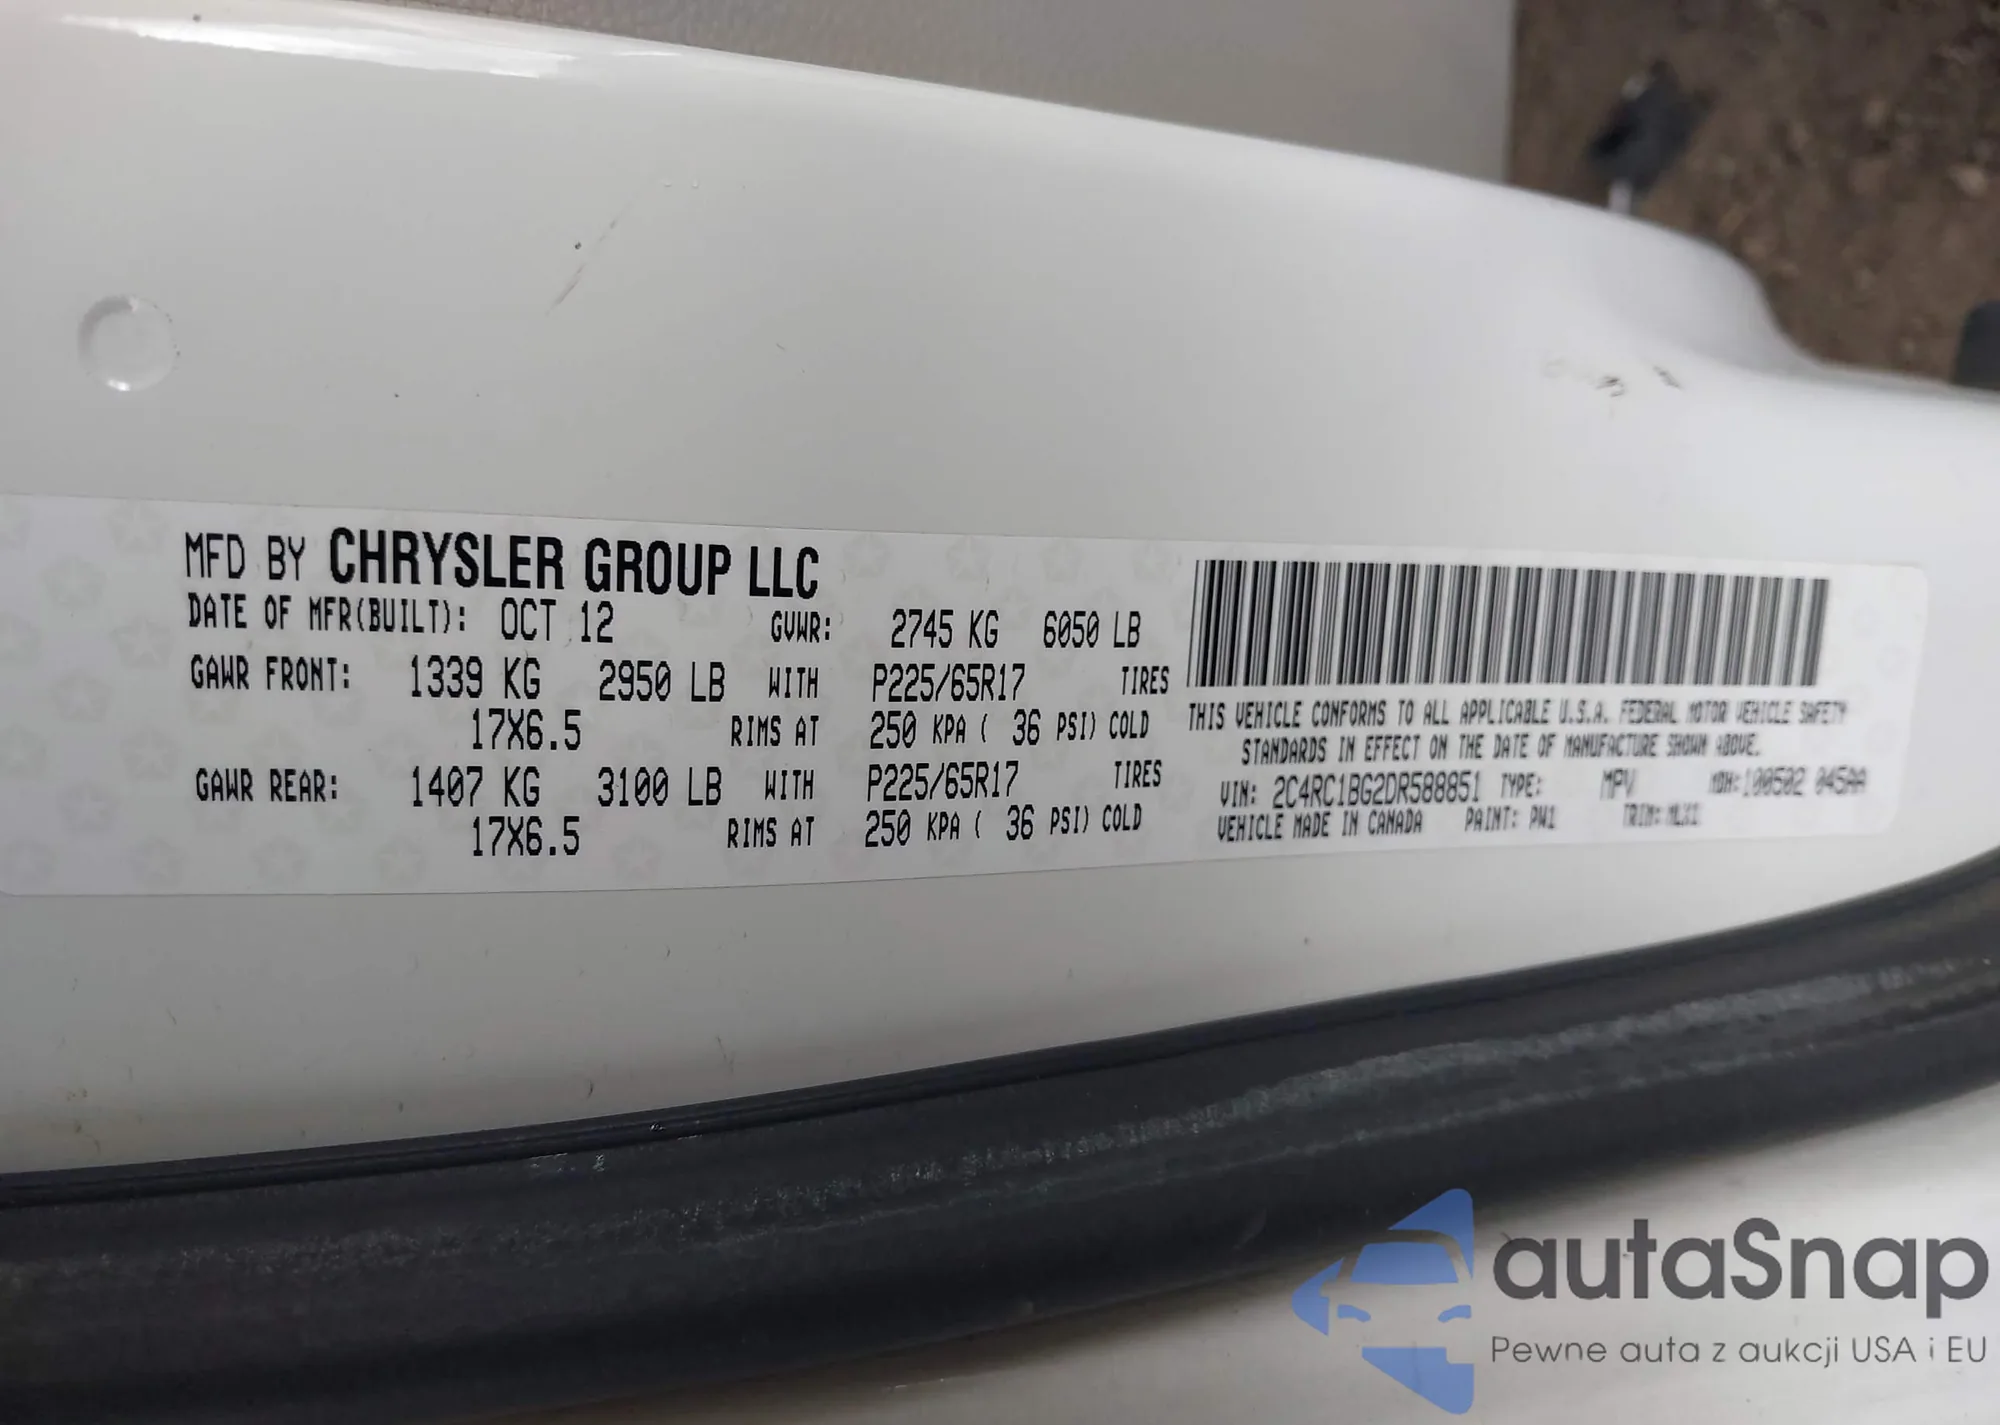 MFD BY CHRYSLER GROUP LLC
DATE OF MFR(BUILT): OCT 12 GVWR: 2745 KG 6050 LB
GAWR FRONT: 1339 KG 2950 LB WITH P225/65R17 TIRES
17X6.5 RIMS AT 250 KPA ( 36 PSI) COLD
GAWR REAR: 1407 KG 3100 LB WITH P225/65R17 TIRES
17X6.5 RIMS AT 250 KPA ( 36 PSI) COLD
THIS VEHICLE CONFORMS TO ALL APPLICABLE U.S.A. FEDERAL MOTOR VEHICLE SAFETY
STANDARDS IN EFFECT ON THE DATE OF MANUFACTURE SHOWN ABOVE.
VIN: 2C4RC1BG2DR588851 TYPE: MPV MDH: 100502 045AA
VEHICLE MADE IN CANADA PAINT: PW1 TRIM:
autaSnap
Pewne auta z aukcji USA i EU